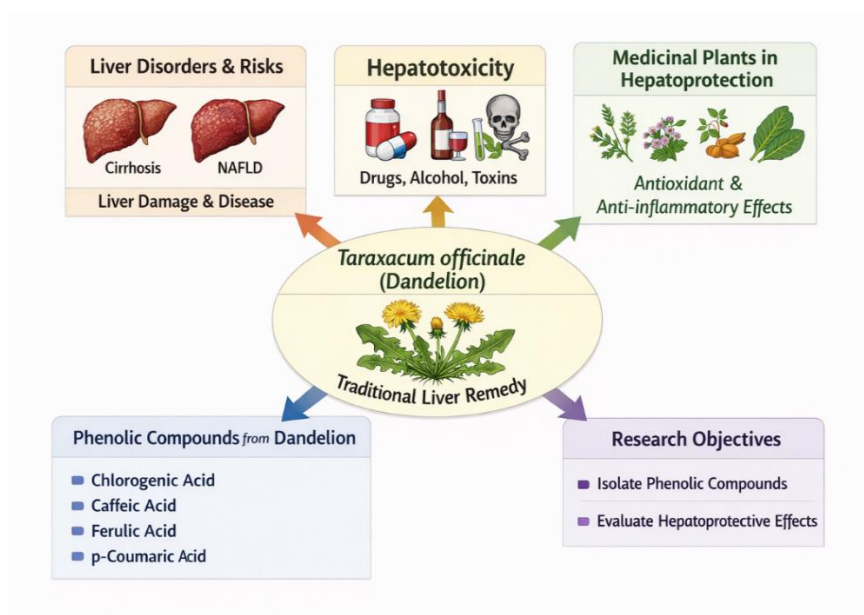 Liver Disorders & Risks
Cirrhosis
NAFLD
Liver Damage & Disease
Hepatotoxicity
Drugs, Alcohol, Toxins
Medicinal Plants in
Hepatoprotection
Antioxidant &
Anti-inflammatory Effects
Taraxacum officinale
(Dandelion)
Traditional Liver Remedy
Phenolic Compounds from Dandelion
Chlorogenic Acid
Caffeic Acid
Ferulic Acid
p-Coumaric Acid
Research Objectives
Isolate Phenolic Compounds
Evaluate Hepatoprotective Effects